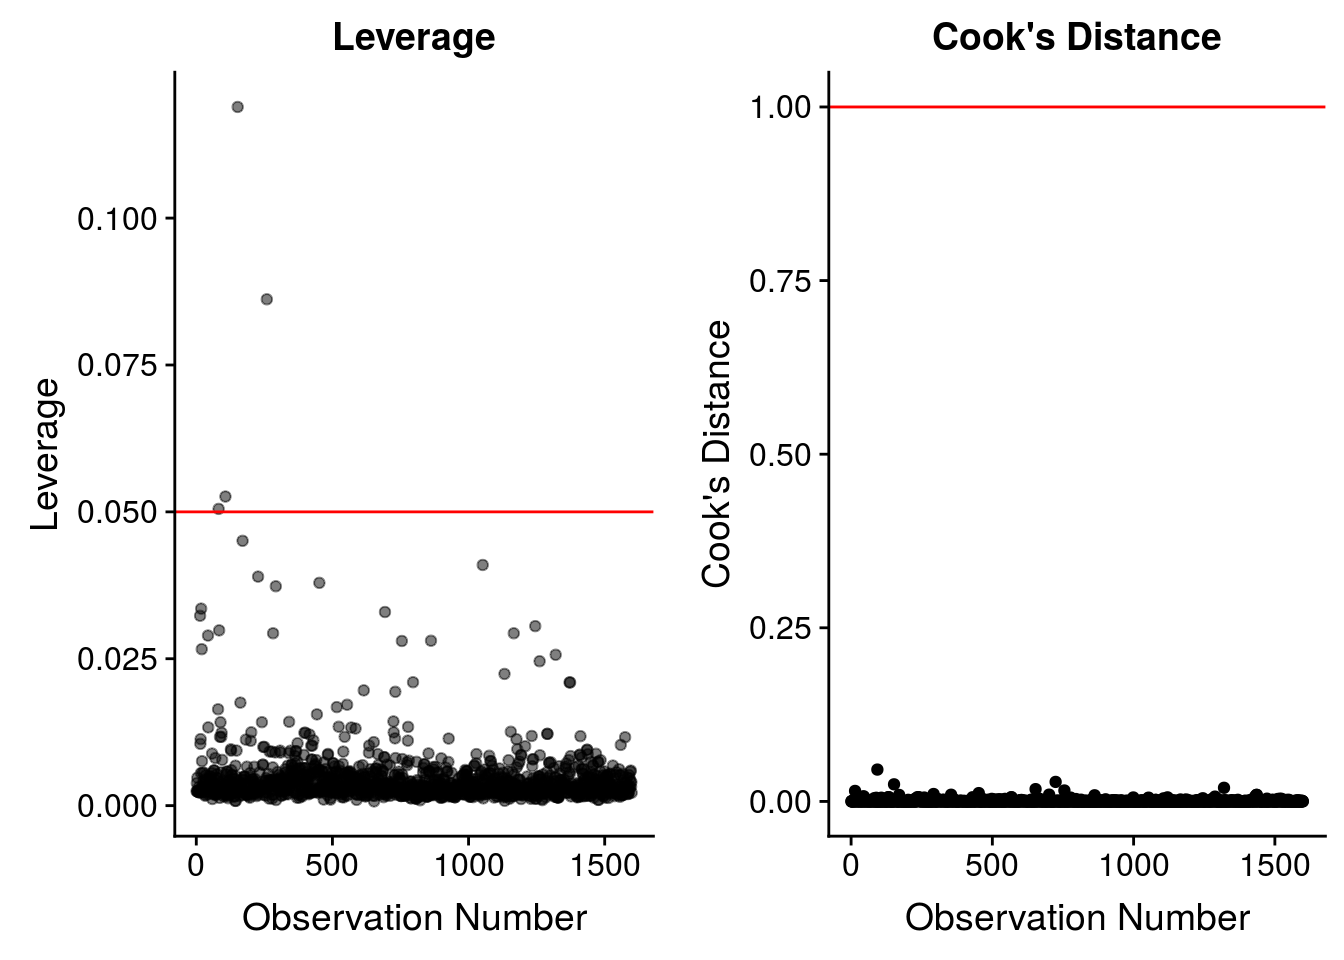 Leverage
Leverage
0.100
0.075
0.050
0.025
0.000
0 500 1000 1500
Observation Number
Cook's Distance
Cook's Distance
1.00
0.75
0.50
0.25
0.00
0 500 1000 1500
Observation Number